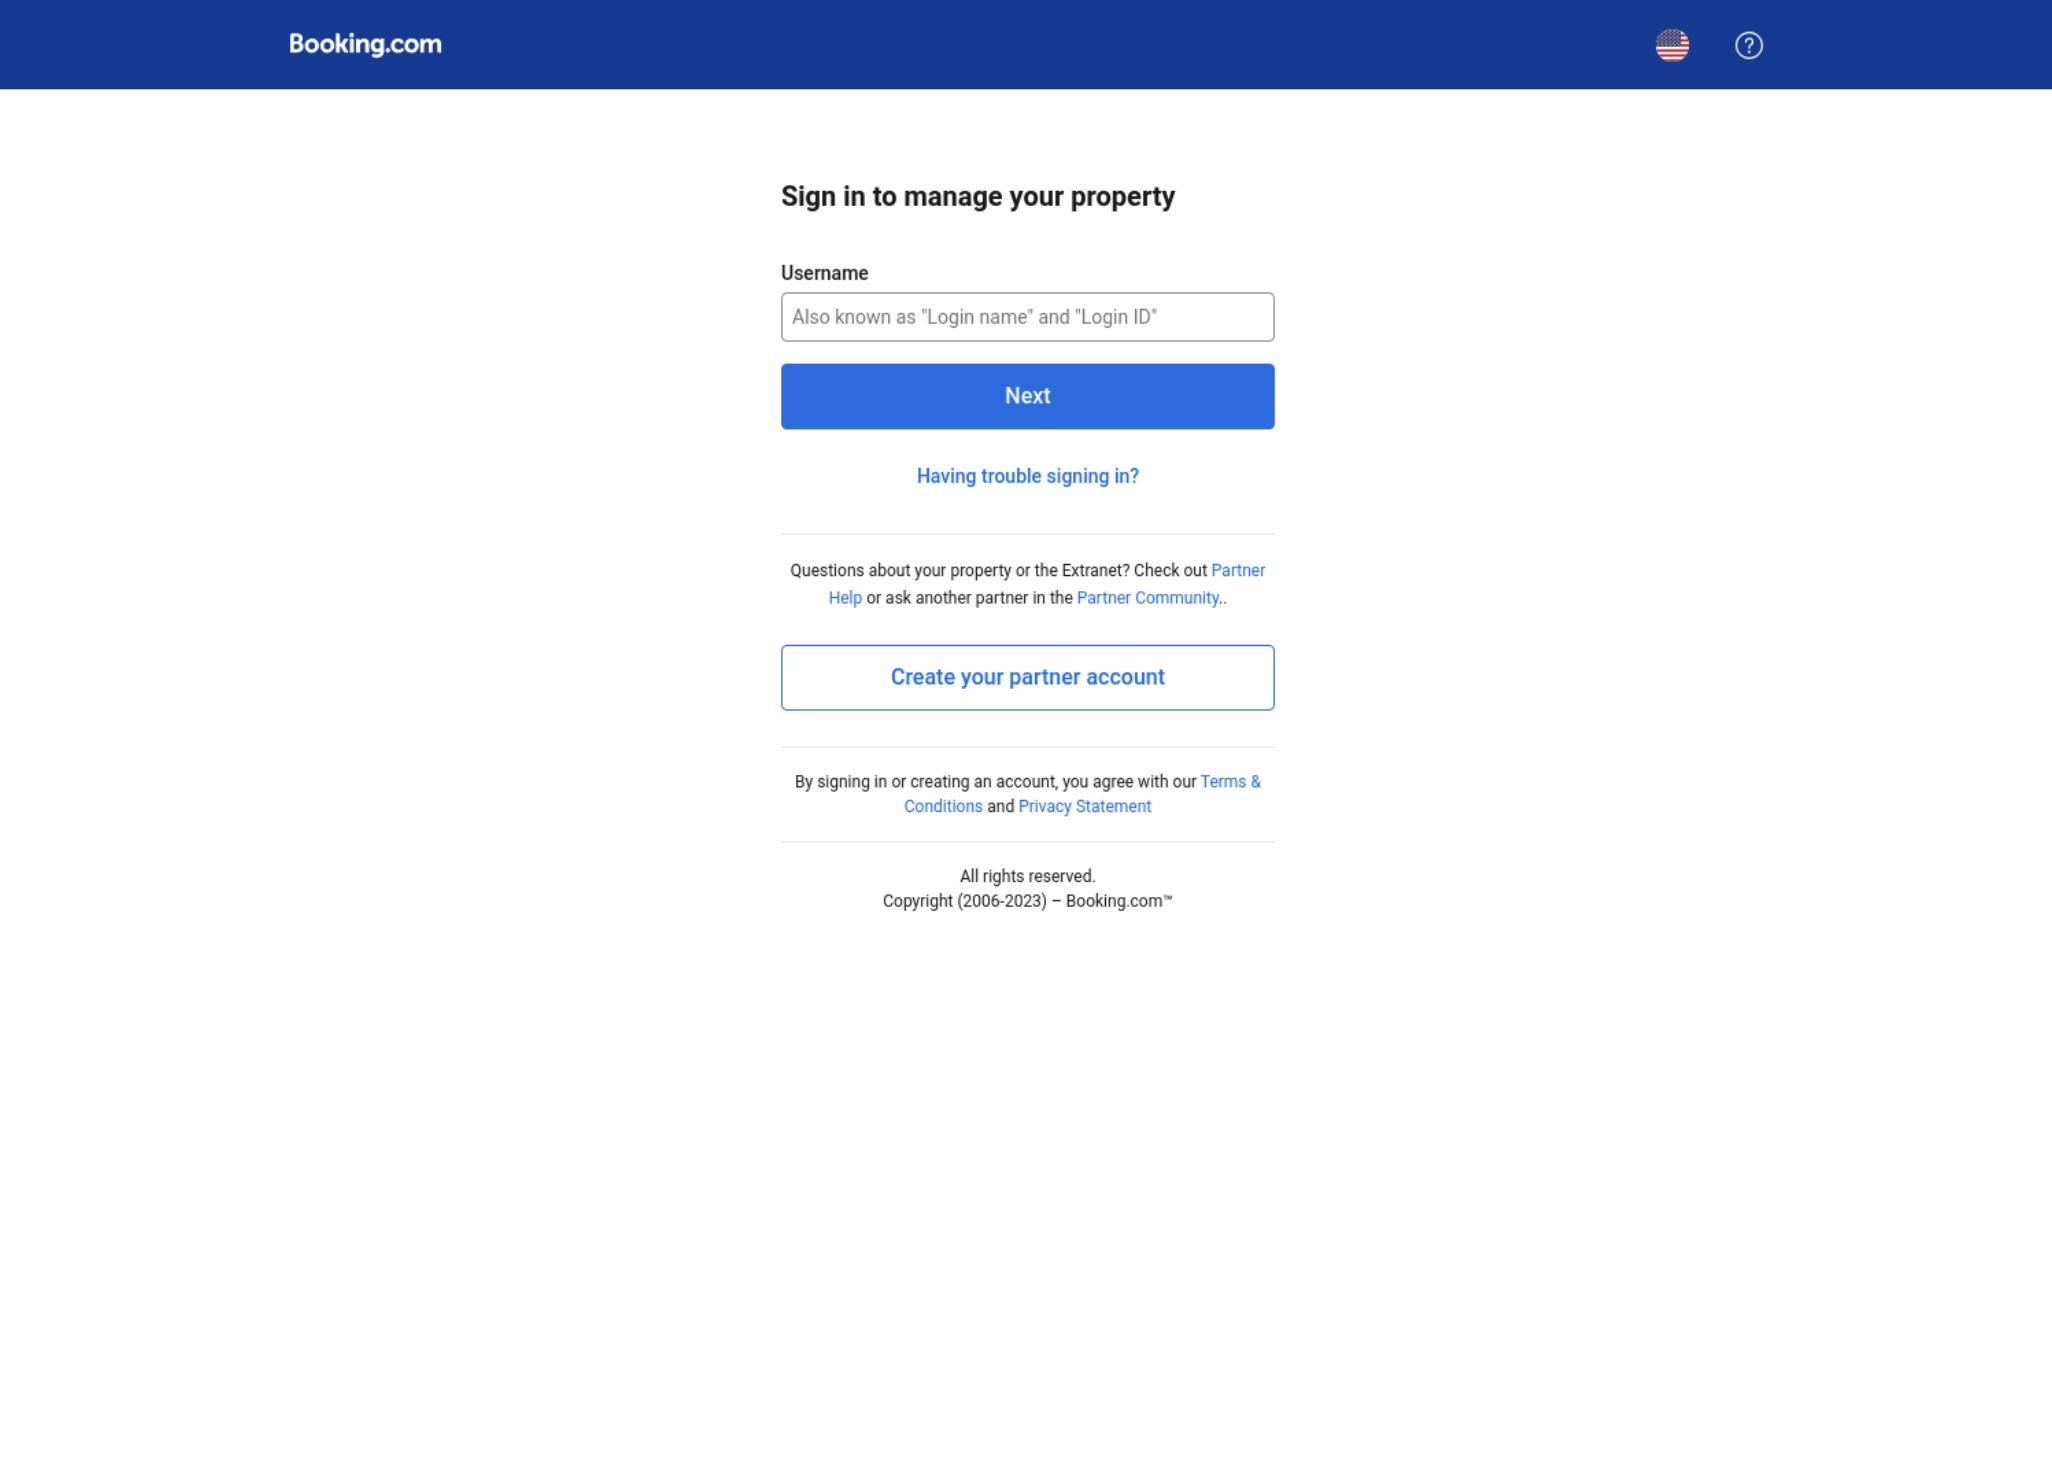 Booking.com
Sign in to manage your property
Username
Also known as "Login name" and "Login ID"
Next
Having trouble signing in?
Questions about your property or the Extranet? Check out Partner
Help or ask another partner in the Partner Community..
Create your partner account
By signing in or creating an account, you agree with our Terms &
Conditions and Privacy Statement
All rights reserved.
Copyright (2006-2023) – Booking.com™